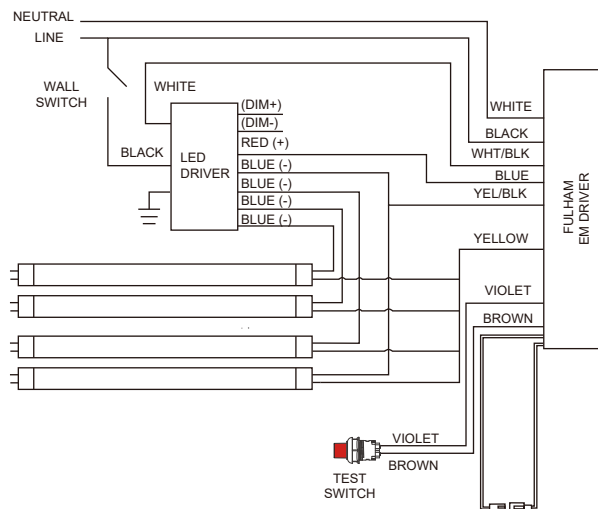 NEUTRAL
LINE
WALL
SWITCH
WHITE
BLACK
LED
DRIVER
(DIM+)
(DIM-)
RED (+)
BLUE (-)
BLUE (-)
BLUE (-)
BLUE (-)
WHITE
BLACK
WHT/BLK
BLUE
YEL/BLK
YELLOW
VIOLET
BROWN
FULHAM
EM DRIVER
VIOLET
BROWN
TEST
SWITCH